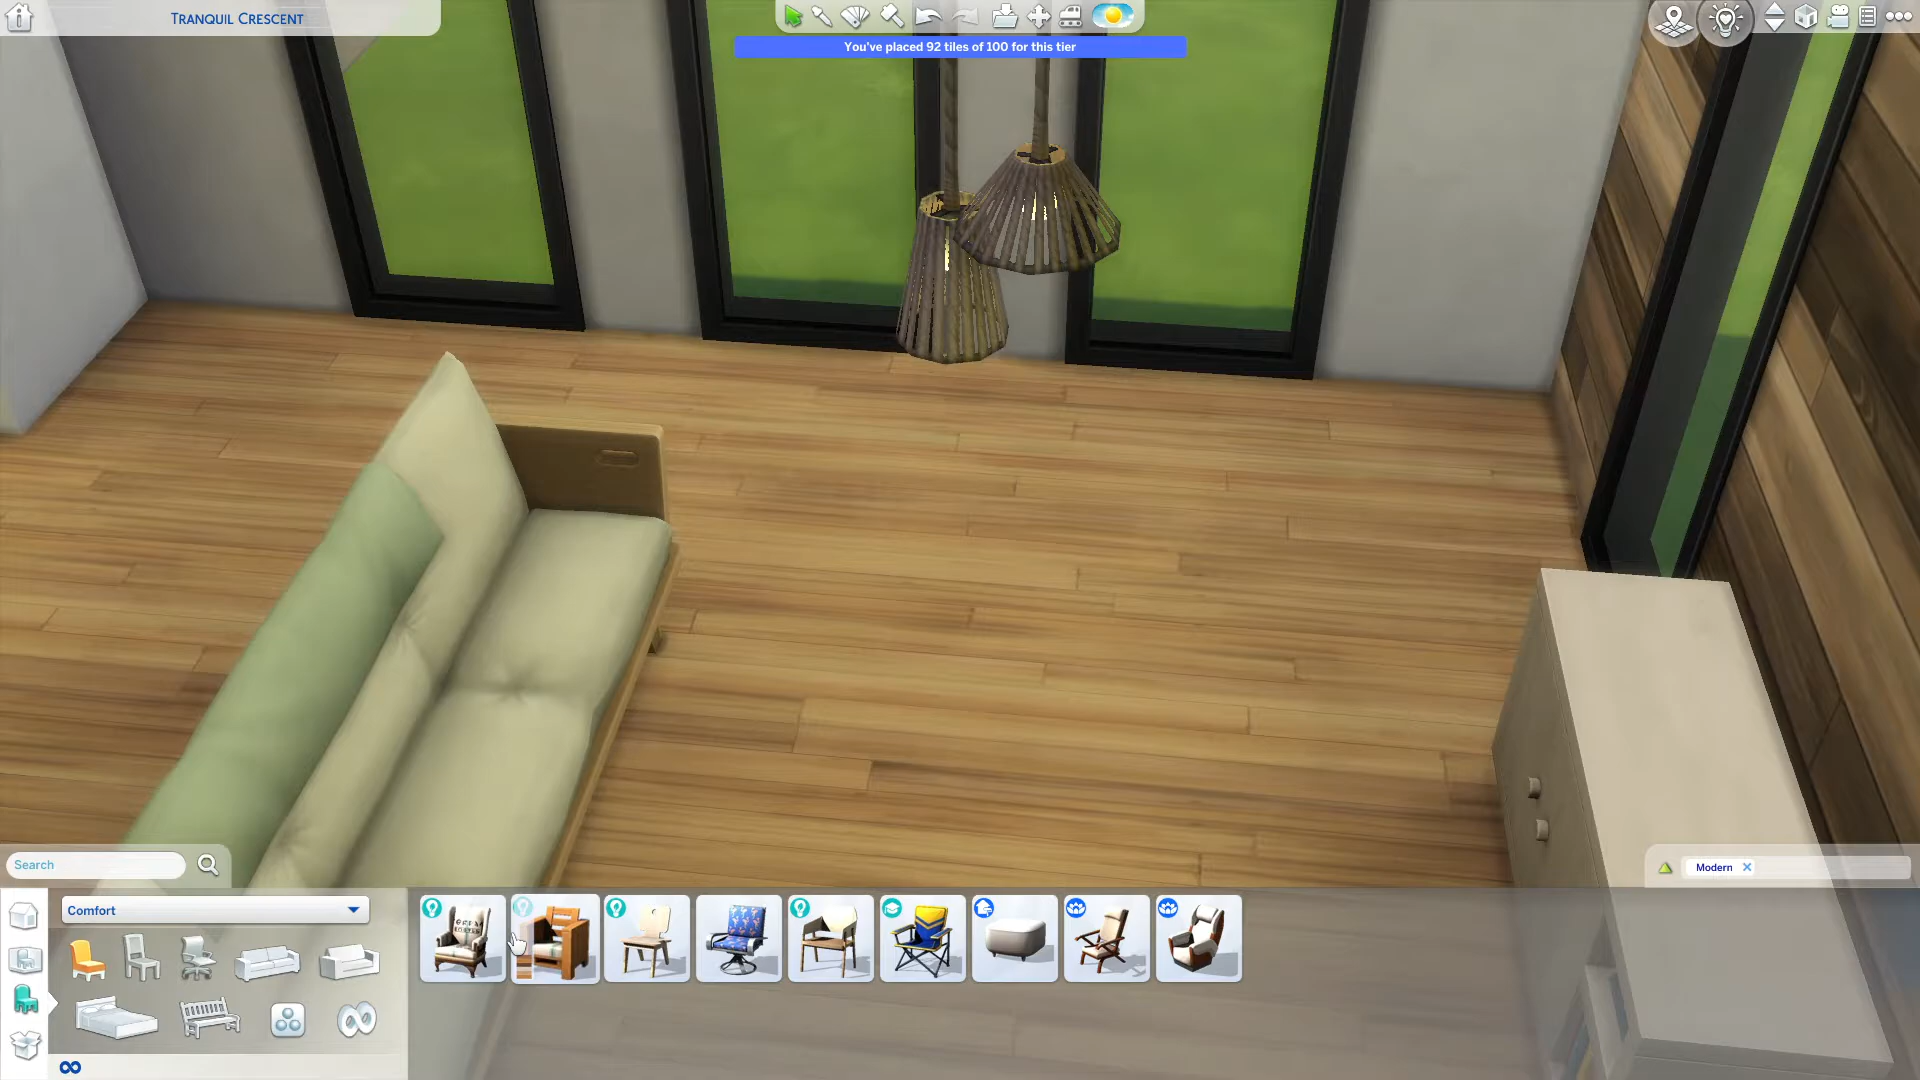 TRANQUIL CRESCENT
You've placed 92 tiles of 100 for this tier
Search
Modern
Comfort